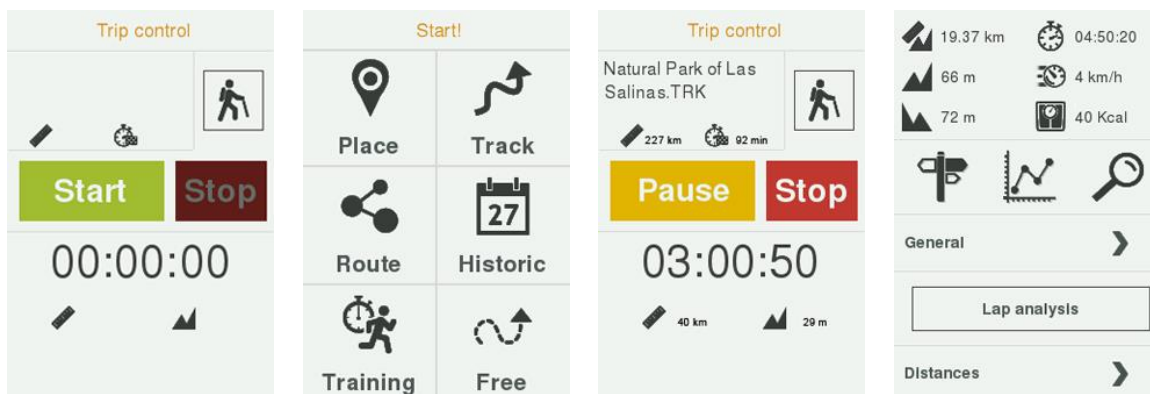 Trip control
Start
Stop
00:00:00
Start!
Place
Track
Route
27
Historic
Training
Free
Trip control
Natural Park of Las
Salinas.TRK
227 km
92 min
Pause
Stop
03:00:50
40 km
29 m
19.37 km
04:50:20
66 m
4 km/h
72 m
40 Kcal
General
Lap analysis
Distances